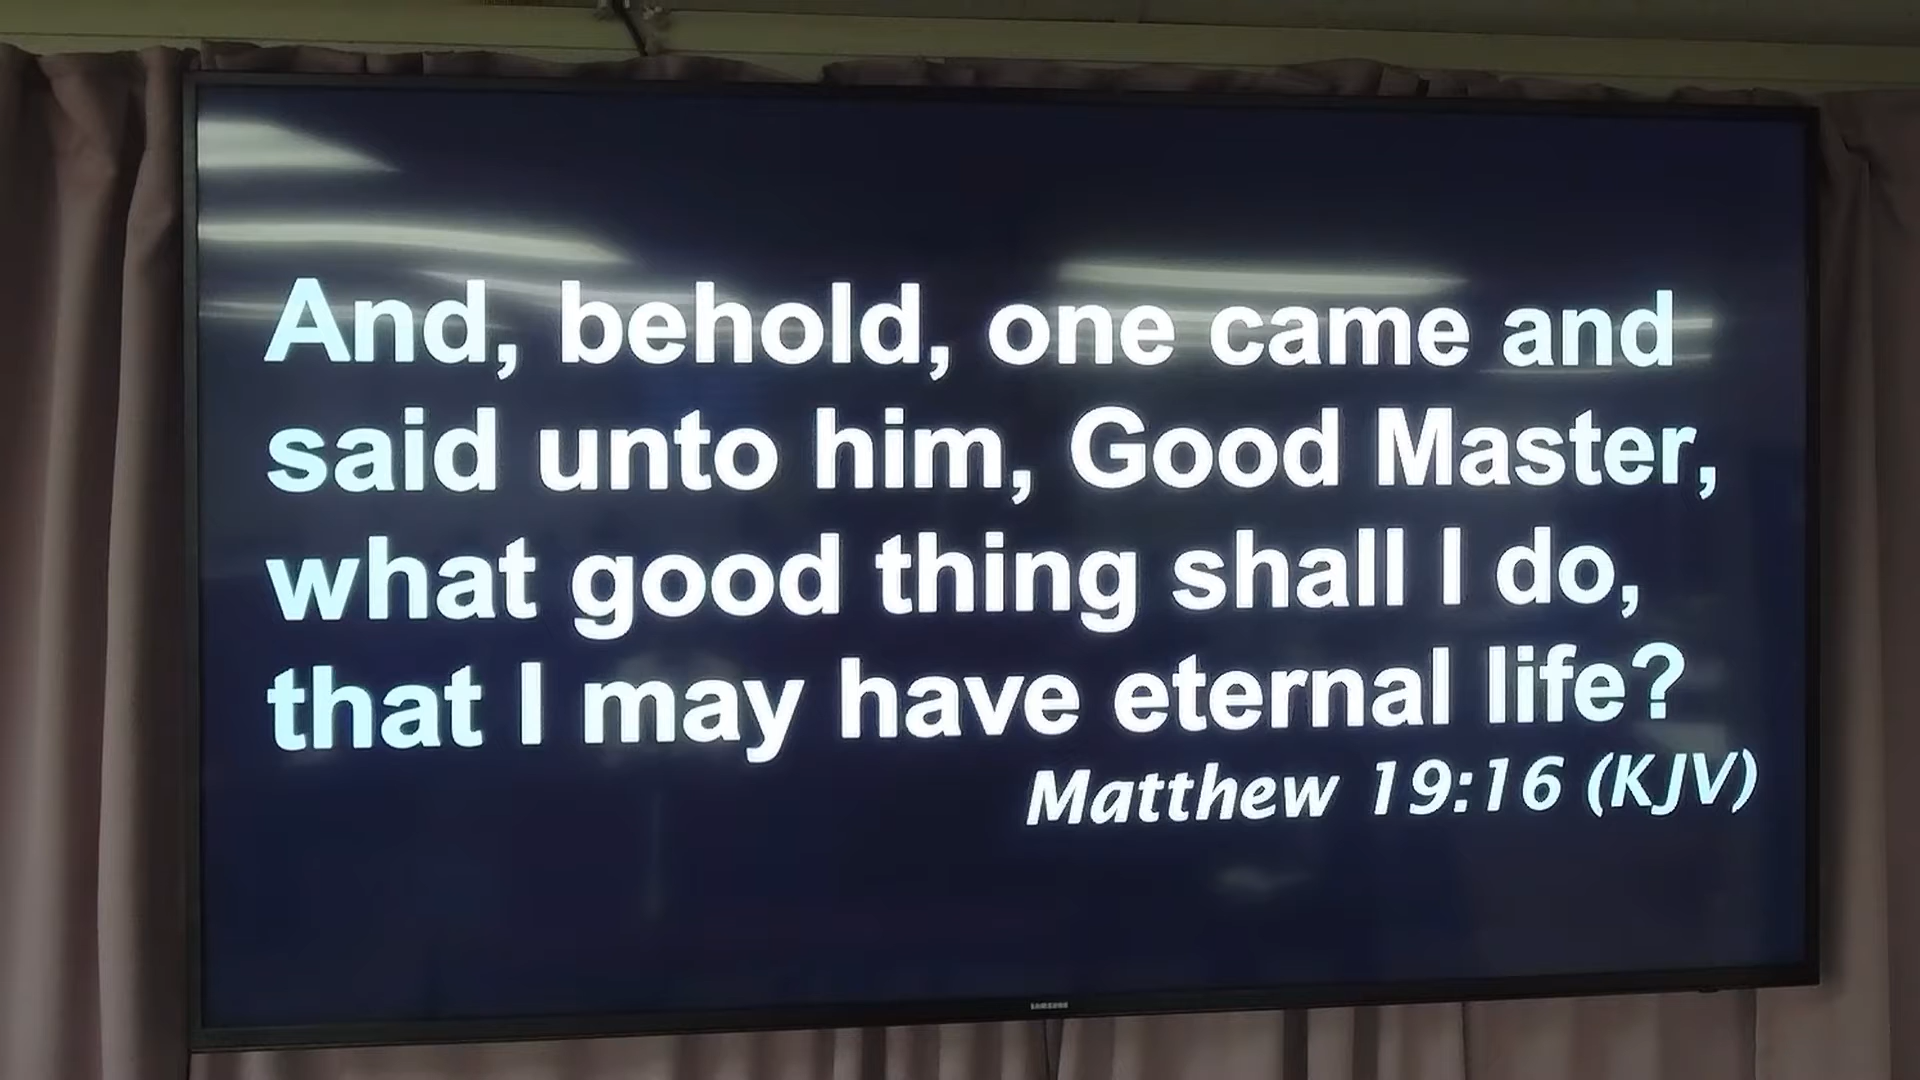 And, behold, one came and
said unto him, Good Master,
what good thing shall I do,
that I may have eternal life?
Matthew 19:16 (KJV)
SAMSUNG